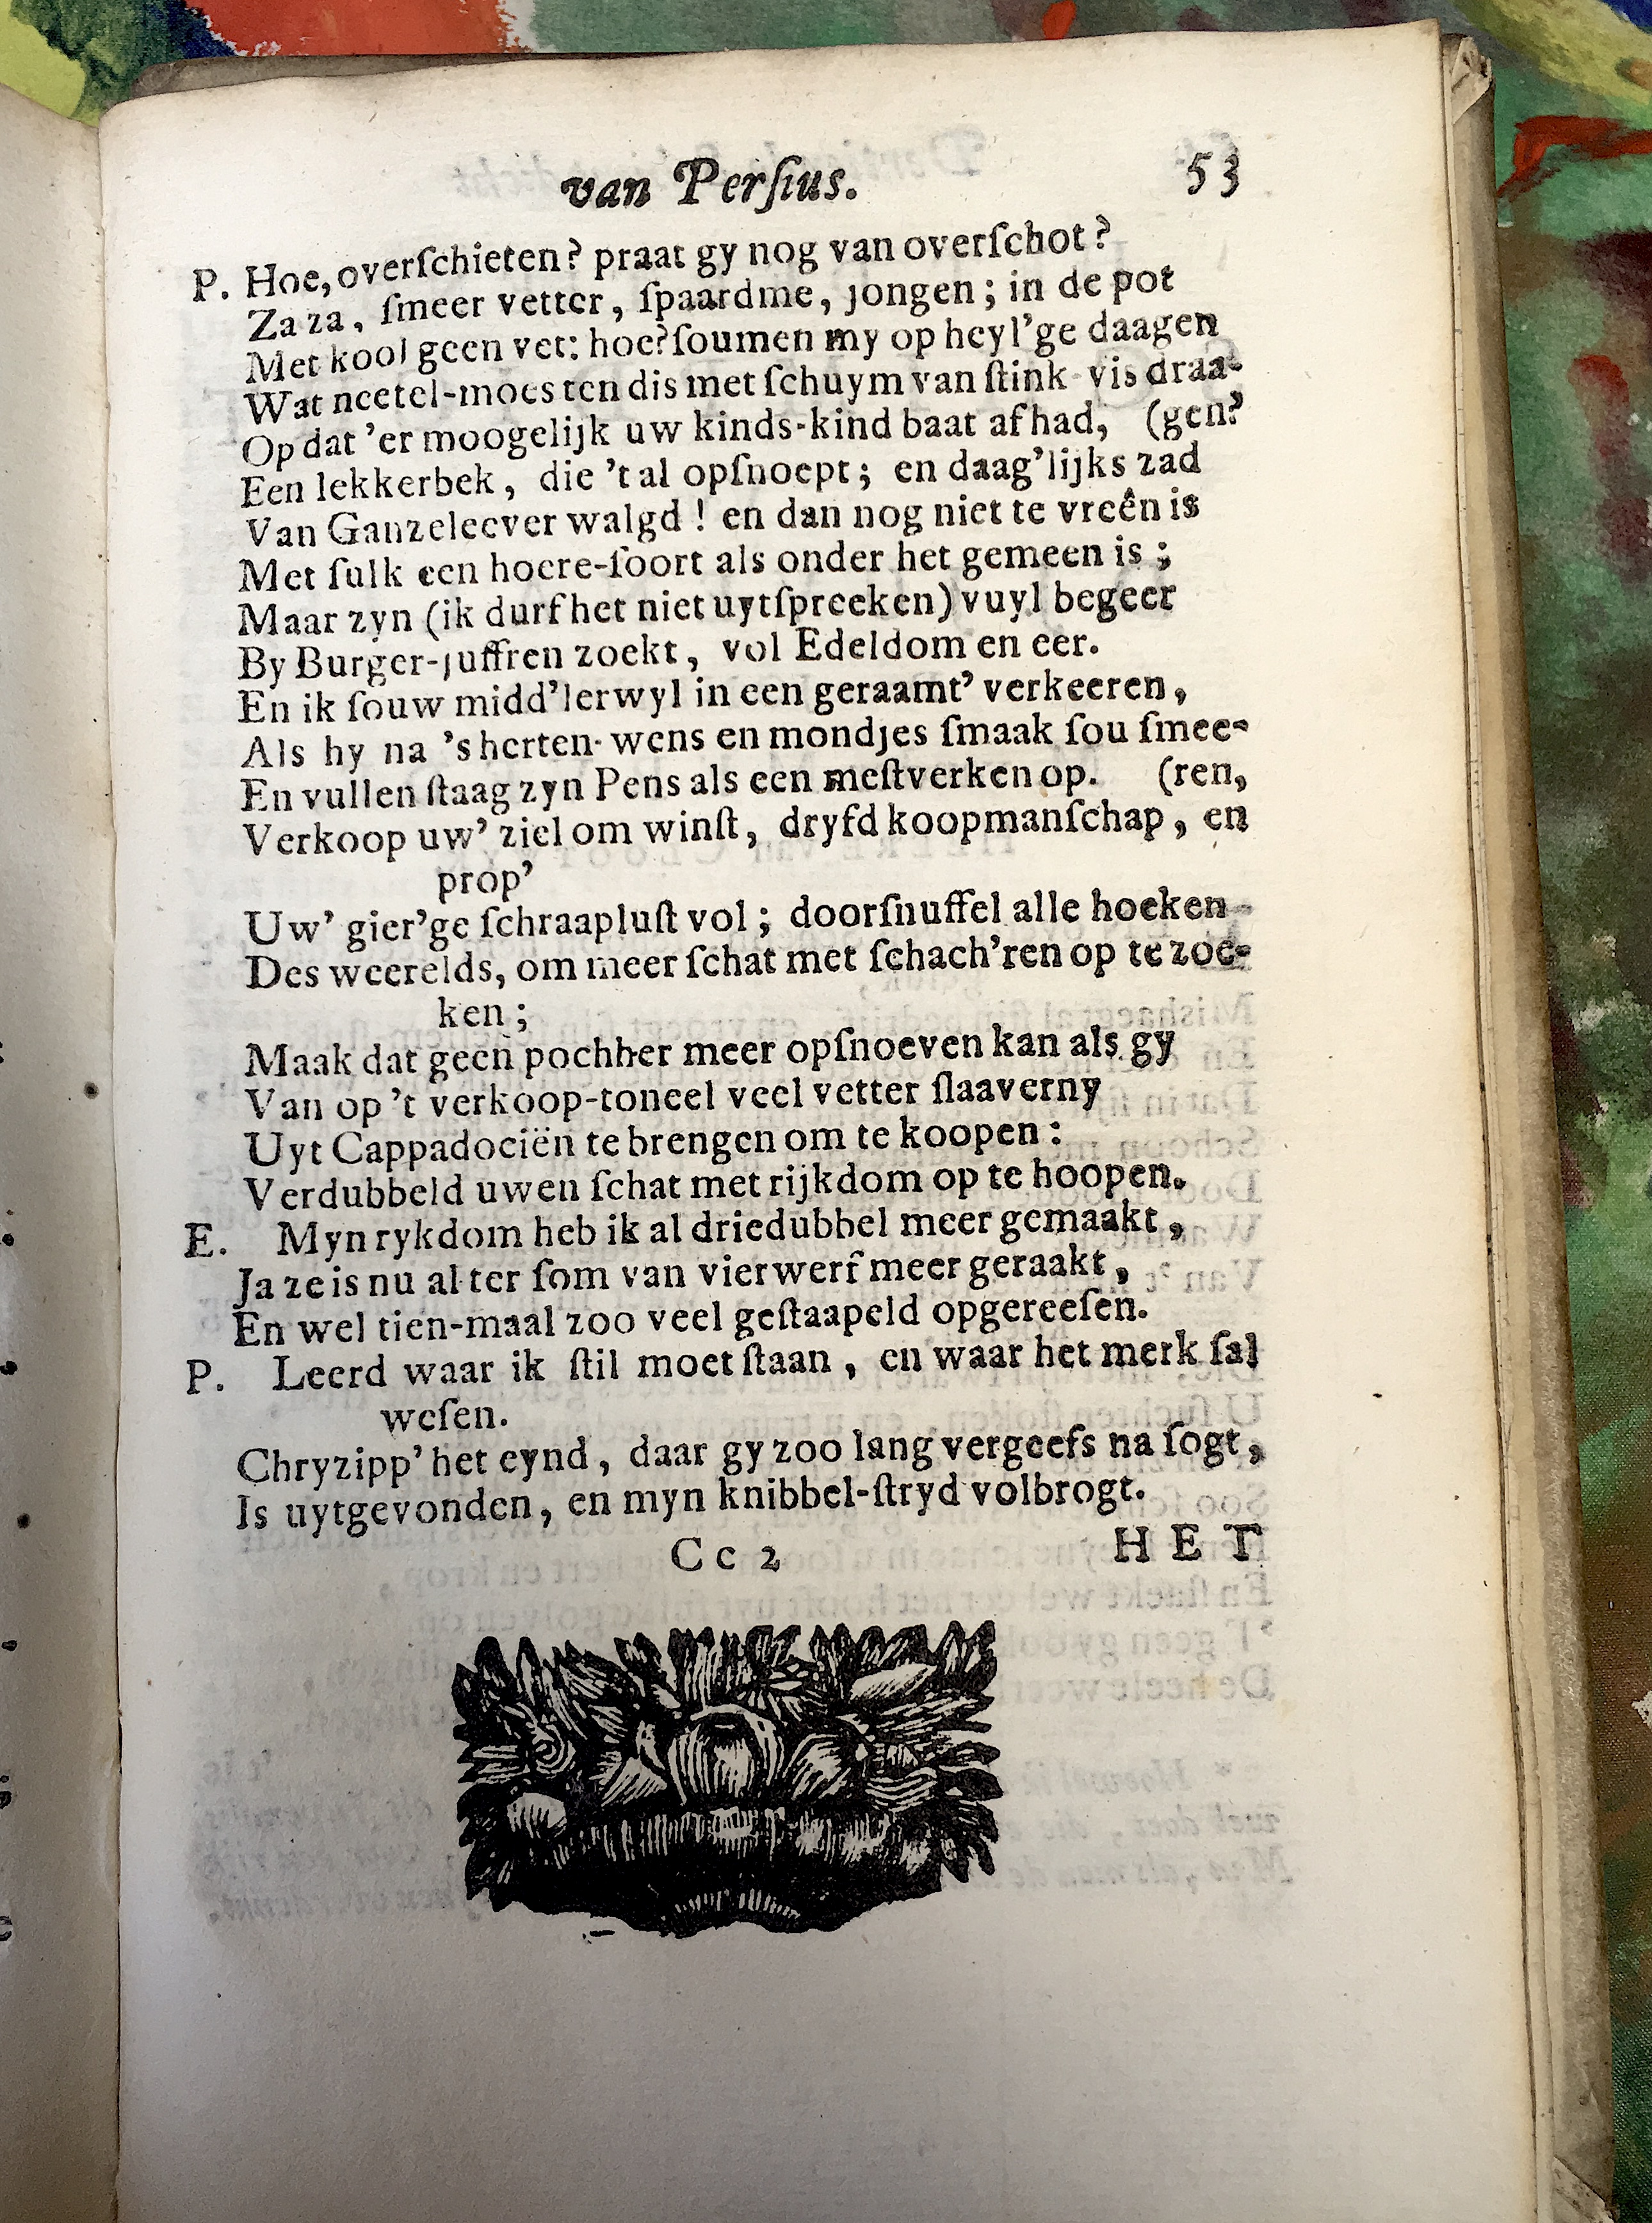 van Perſius. 53
P. Hoe, overſchieten? praat gy nog van overſchot?
Za za, ſmeer vetter, ſpaardme, jongen; in de pot
Met kool geen vet: hoe? ſoumen my op heyl'ge daagen
Wat neetel-moes ten dis met ſchuym van ſtink-vis draa-
Op dat 'er moogelijk uw kinds-kind baat af had, (gen?
Een lekkerbek, die 't al opſnoept; en daag'lijks zad
Van Ganzeleever walgd! en dan nog niet te vreên is
Met ſulk een hoere-ſoort als onder het gemeen is;
Maar zyn (ik durf het niet uytſpreeken) vuyl begeer
By Burger-juffren zoekt, vol Edeldom en eer.
En ik ſouw midd'lerwyl in een geraamt' verkeeren,
Als hy na 's herten-wens en mondjes ſmaak ſou ſmee-
En vullen ſtaag zyn Pens als een meſtverken op. (ren,
Verkoop uw' ziel om winſt, dryfd koopmanſchap, en
prop'
Uw' gier'ge ſchraapluſt vol; doorſnuffel alle hoeken
Des weerelds, om meer ſchat met ſchach'ren op te zoe-
ken;
Maak dat geen pochher meer opſnoeven kan als gy
Van op 't verkoop-toneel veel vetter ſlaaverny
Uyt Cappadociën te brengen om te koopen:
Verdubbeld uwen ſchat met rijkdom op te hoopen.
E. Myn rykdom heb ik al driedubbel meer gemaakt,
Ja ze is nu al ter ſom van vierwerf meer geraakt,
En wel tien-maal zoo veel geſtaapeld opgereeſen.
P. Leerd waar ik ſtil moet ſtaan, en waar het merk ſal
weſen.
Chryzipp' het eynd, daar gy zoo lang vergeefs na ſogt,
Is uytgevonden, en myn knibbel-ſtryd volbrogt.
Cc 2 HET